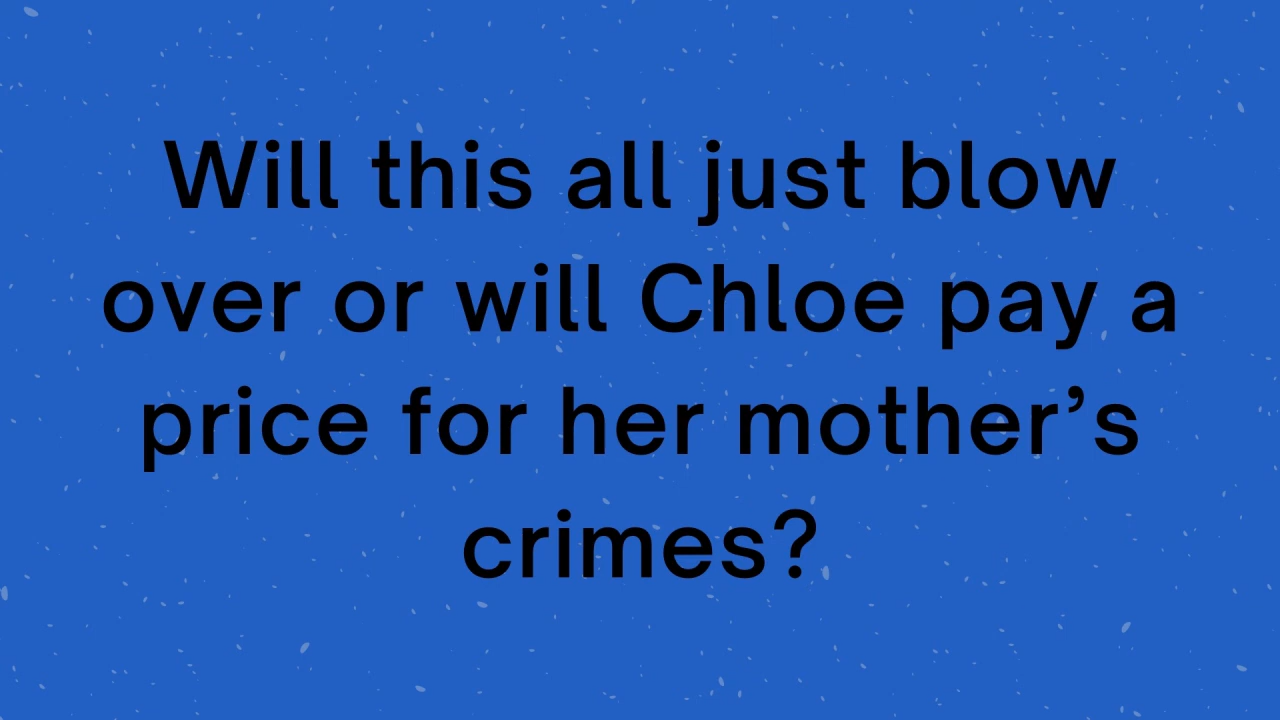 Will this all just blow
over or will Chloe pay a
price for her mother’s
crimes?